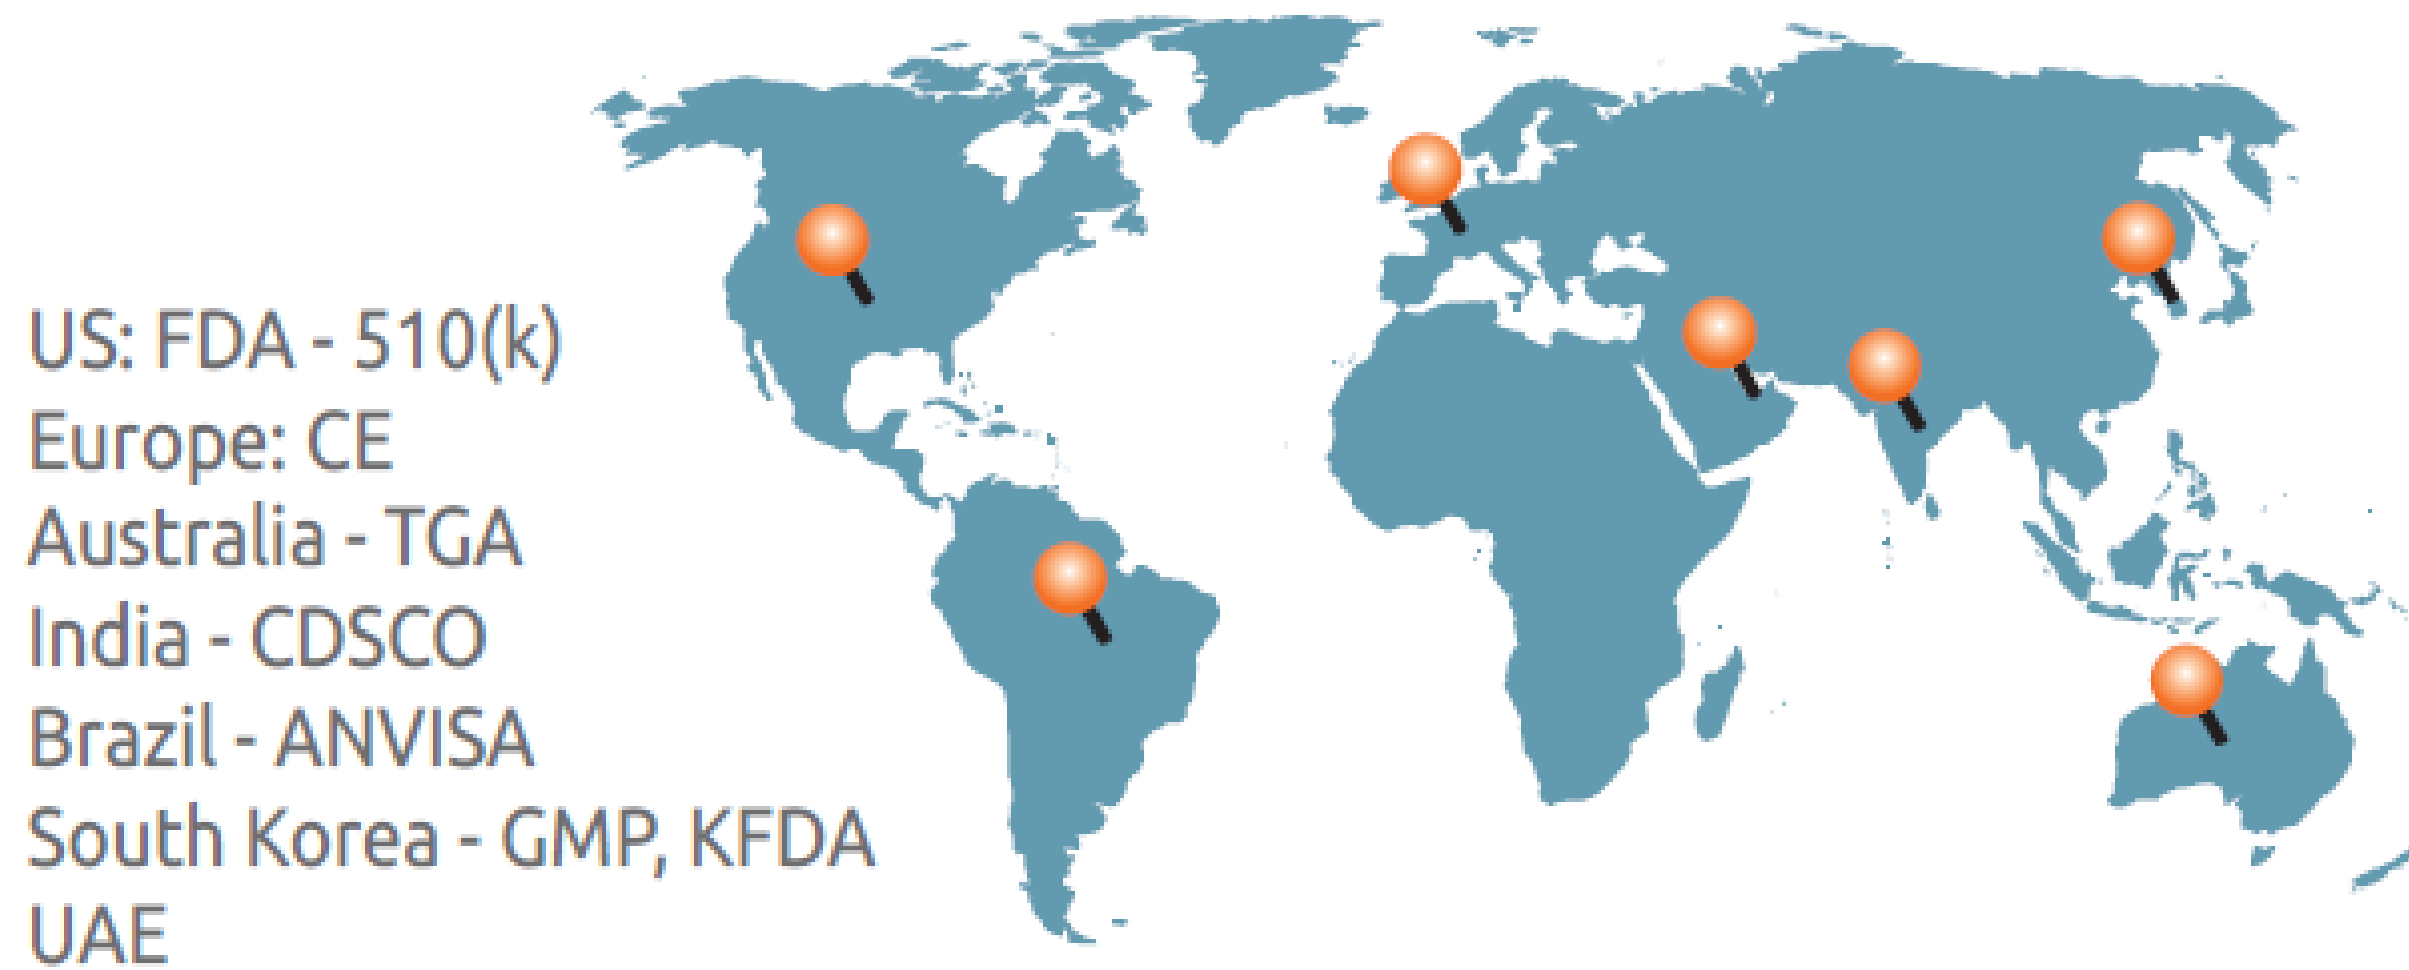 US: FDA - 510(k)
Europe: CE
Australia - TGA
India - CDSCO
Brazil - ANVISA
South Korea - GMP, KFDA
UAE